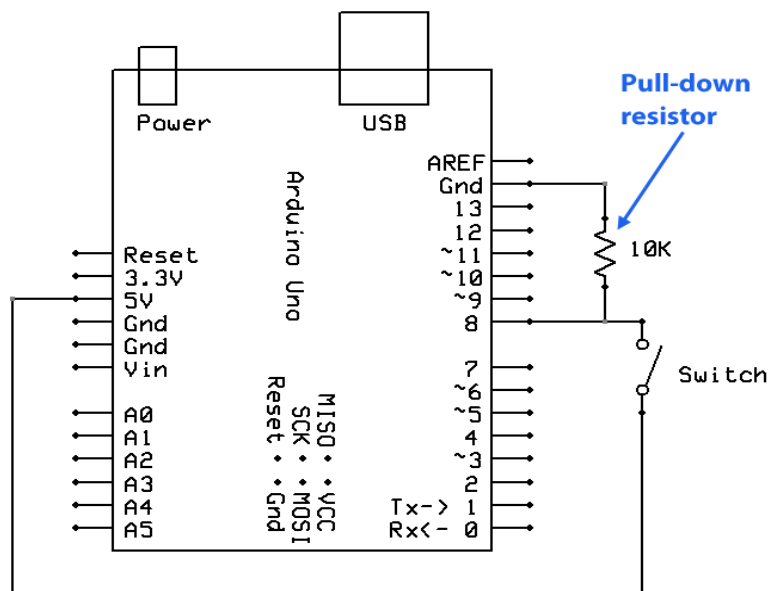 Pull-down
resistor
Power
USB
Arduino Uno
AREF
Gnd
13
12
~11
~10
~9
8
7
~6
~5
4
~3
2
Tx-> 1
Rx<- 0
Reset
3.3V
5V
Gnd
Gnd
Vin
A0
A1
A2
A3
A4
A5
MISO • • VCC
SCK • • MOSI
Reset • • Gnd
10K
Switch